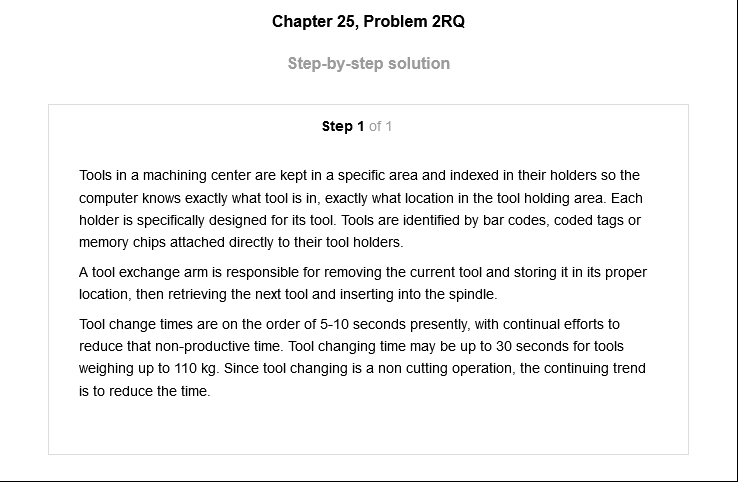 Chapter 25, Problem 2RQ
Step-by-step solution
Step 1 of 1
Tools in a machining center are kept in a specific area and indexed in their holders so the
computer knows exactly what tool is in, exactly what location in the tool holding area. Each
holder is specifically designed for its tool. Tools are identified by bar codes, coded tags or
memory chips attached directly to their tool holders.
A tool exchange arm is responsible for removing the current tool and storing it in its proper
location, then retrieving the next tool and inserting into the spindle.
Tool change times are on the order of 5-10 seconds presently, with continual efforts to
reduce that non-productive time. Tool changing time may be up to 30 seconds for tools
weighing up to 110 kg. Since tool changing is a non cutting operation, the continuing trend
is to reduce the time.